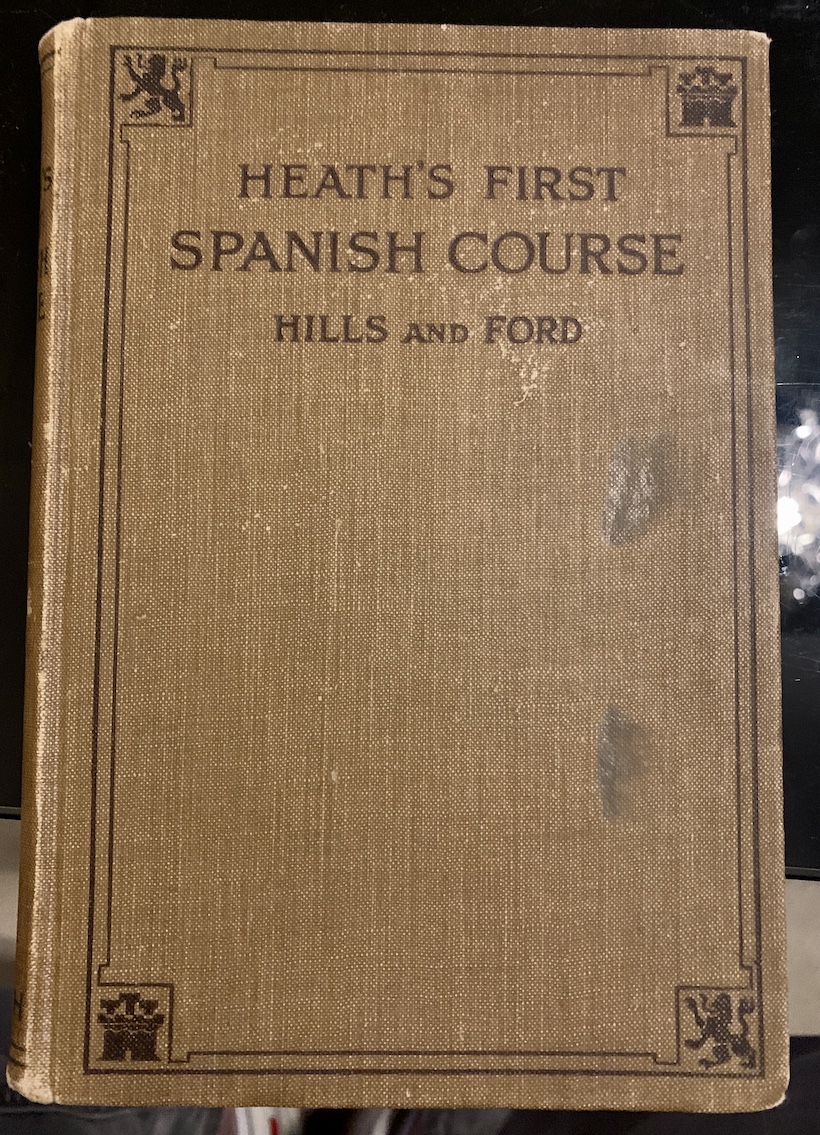 HEATH'S FIRST
SPANISH COURSE
HILLS AND FORD